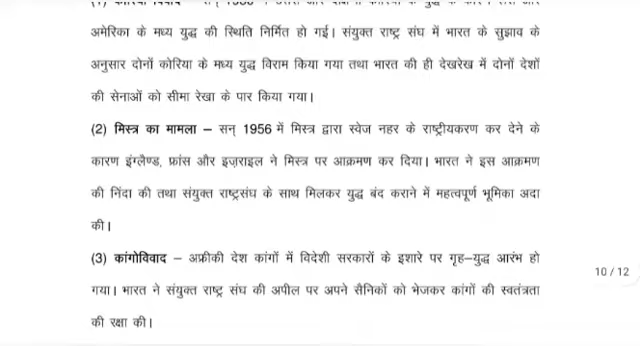 अमेरिका के मध्य युद्ध की स्थिति निर्मित हो गई। संयुक्त राष्ट्र संघ में भारत के सुझाव के
अनुसार दोनों कोरिया के मध्य युद्ध विराम किया गया तथा भारत की ही देखरेख में दोनों देशों
की सेनाओं को सीमा रेखा के पार किया गया।
(2) मिस्त्र का मामला – सन् 1956 में मिस्त्र द्वारा स्वेज नहर के राष्ट्रीयकरण कर देने के
कारण इंग्लैण्ड, फ्रांस और इज़राइल ने मिस्त्र पर आक्रमण कर दिया। भारत ने इस आक्रमण
की निंदा की तथा संयुक्त राष्ट्रसंघ के साथ मिलकर युद्ध बंद कराने में महत्वपूर्ण भूमिका अदा
की।
(3) कांगोविवाद – अफ्रीकी देश कांगों में विदेशी सरकारों के इशारे पर गृह–युद्ध आरंभ हो
10 / 12
गया। भारत ने संयुक्त राष्ट्र संघ की अपील पर अपने सैनिकों को भेजकर कांगों की स्वतंत्रता
की रक्षा की।